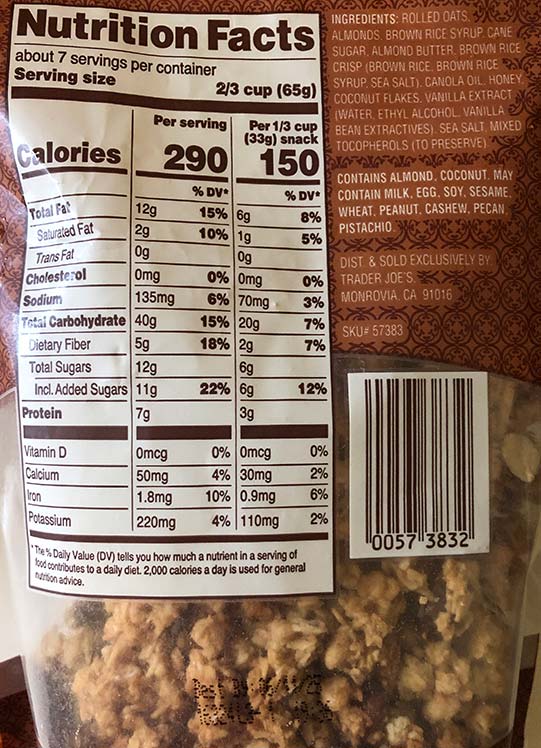 Nutrition Facts
about 7 servings per container
Serving size 2/3 cup (65g)
Per serving Per 1/3 cup (33g) snack
Calories 290 150
% DV* % DV*
Total Fat 12g 15% 6g 8%
Saturated Fat 2g 10% 1g 5%
Trans Fat 0g 0g
Cholesterol 0mg 0% 0mg 0%
Sodium 135mg 6% 70mg 3%
Total Carbohydrate 40g 15% 20g 7%
Dietary Fiber 5g 18% 2g 7%
Total Sugars 12g 6g
Incl. Added Sugars 11g 22% 6g 12%
Protein 7g 3g
Vitamin D 0mcg 0% 0mcg 0%
Calcium 50mg 4% 30mg 2%
Iron 1.8mg 10% 0.9mg 6%
Potassium 220mg 4% 110mg 2%
*The % Daily Value (DV) tells you how much a nutrient in a serving of
food contributes to a daily diet. 2,000 calories a day is used for general
nutrition advice.
INGREDIENTS: ROLLED OATS,
ALMONDS, BROWN RICE SYRUP, CANE
SUGAR, ALMOND BUTTER, BROWN RICE
CRISP (BROWN RICE, BROWN RICE
SYRUP, SEA SALT), CANOLA OIL, HONEY,
COCONUT FLAKES, VANILLA EXTRACT
(WATER, ETHYL ALCOHOL, VANILLA
BEAN EXTRACTIVES), SEA SALT, MIXED
TOCOPHEROLS (TO PRESERVE).
CONTAINS ALMOND, COCONUT. MAY
CONTAIN MILK, EGG, SOY, SESAME,
WHEAT, PEANUT, CASHEW, PECAN,
PISTACHIO.
DIST. & SOLD EXCLUSIVELY BY
TRADER JOE'S,
MONROVIA, CA 91016
SKU# 57383
0057 3832